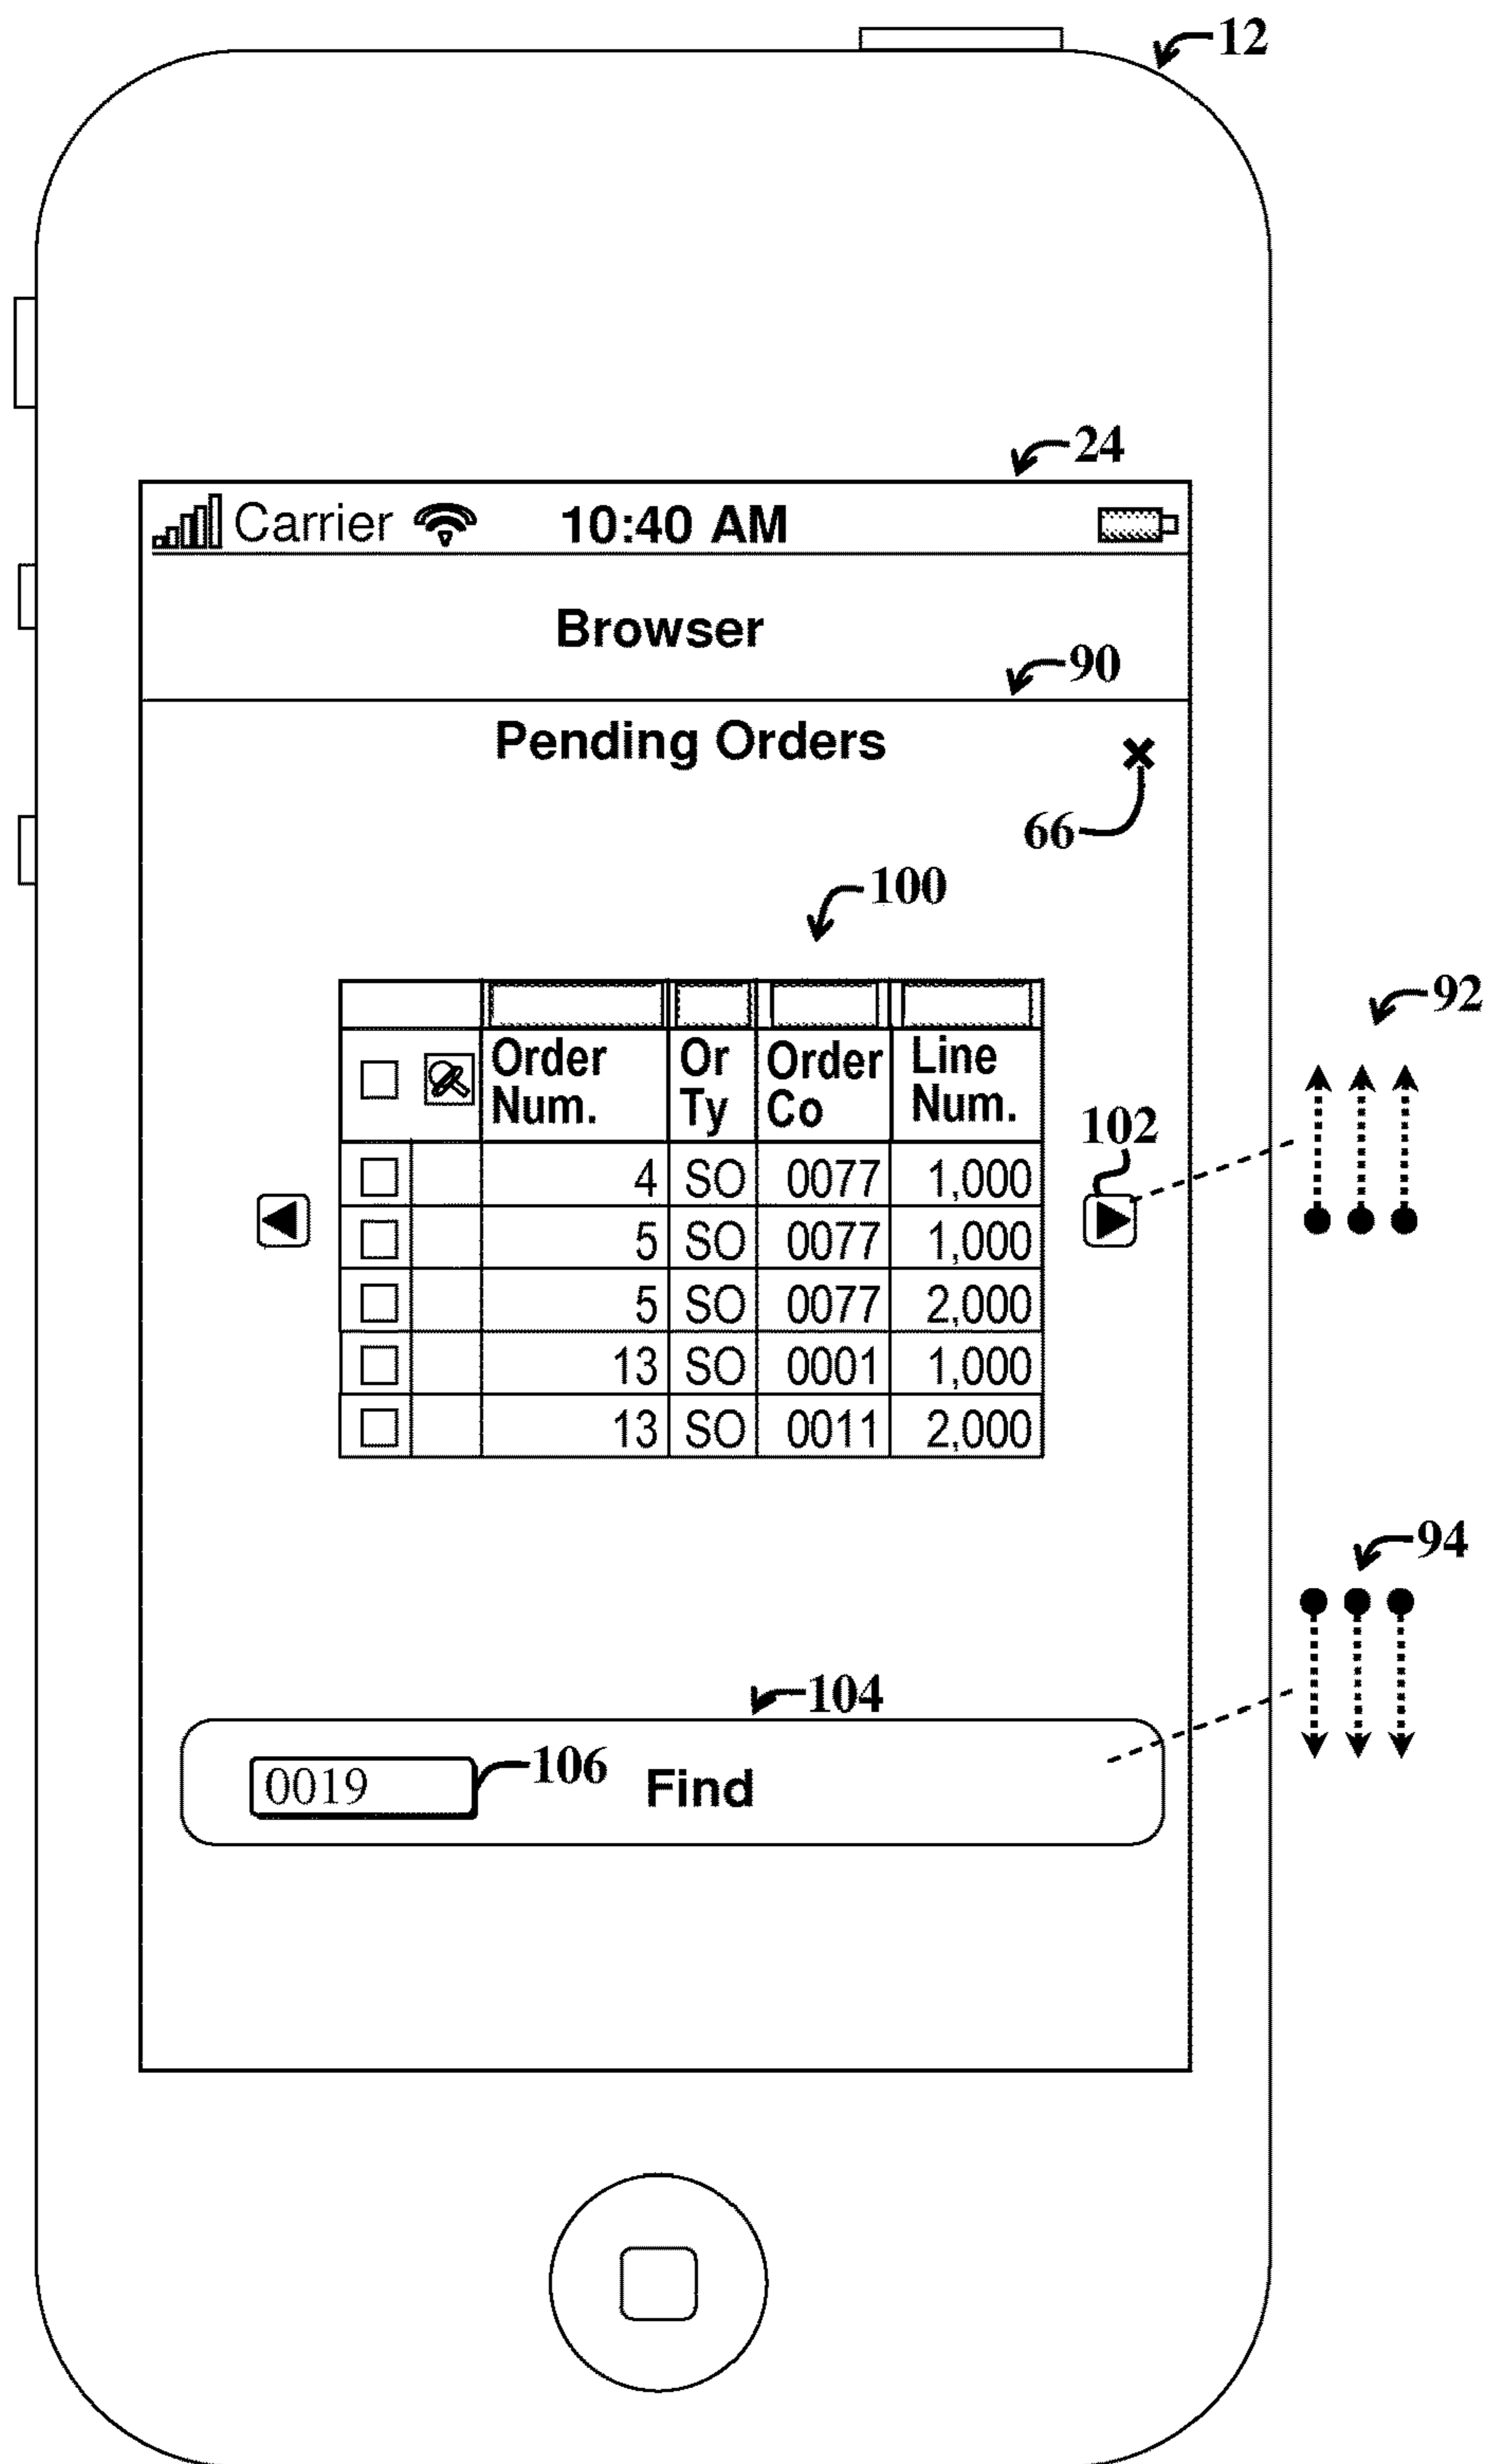 12
24
Carrier 10:40 AM
Browser
90
Pending Orders
66
100
92
Order Num. Or Ty Order Co Line Num.
102
4 SO 0077 1,000
5 SO 0077 1,000
5 SO 0077 2,000
13 SO 0001 1,000
13 SO 0011 2,000
94
104
0019 106 Find